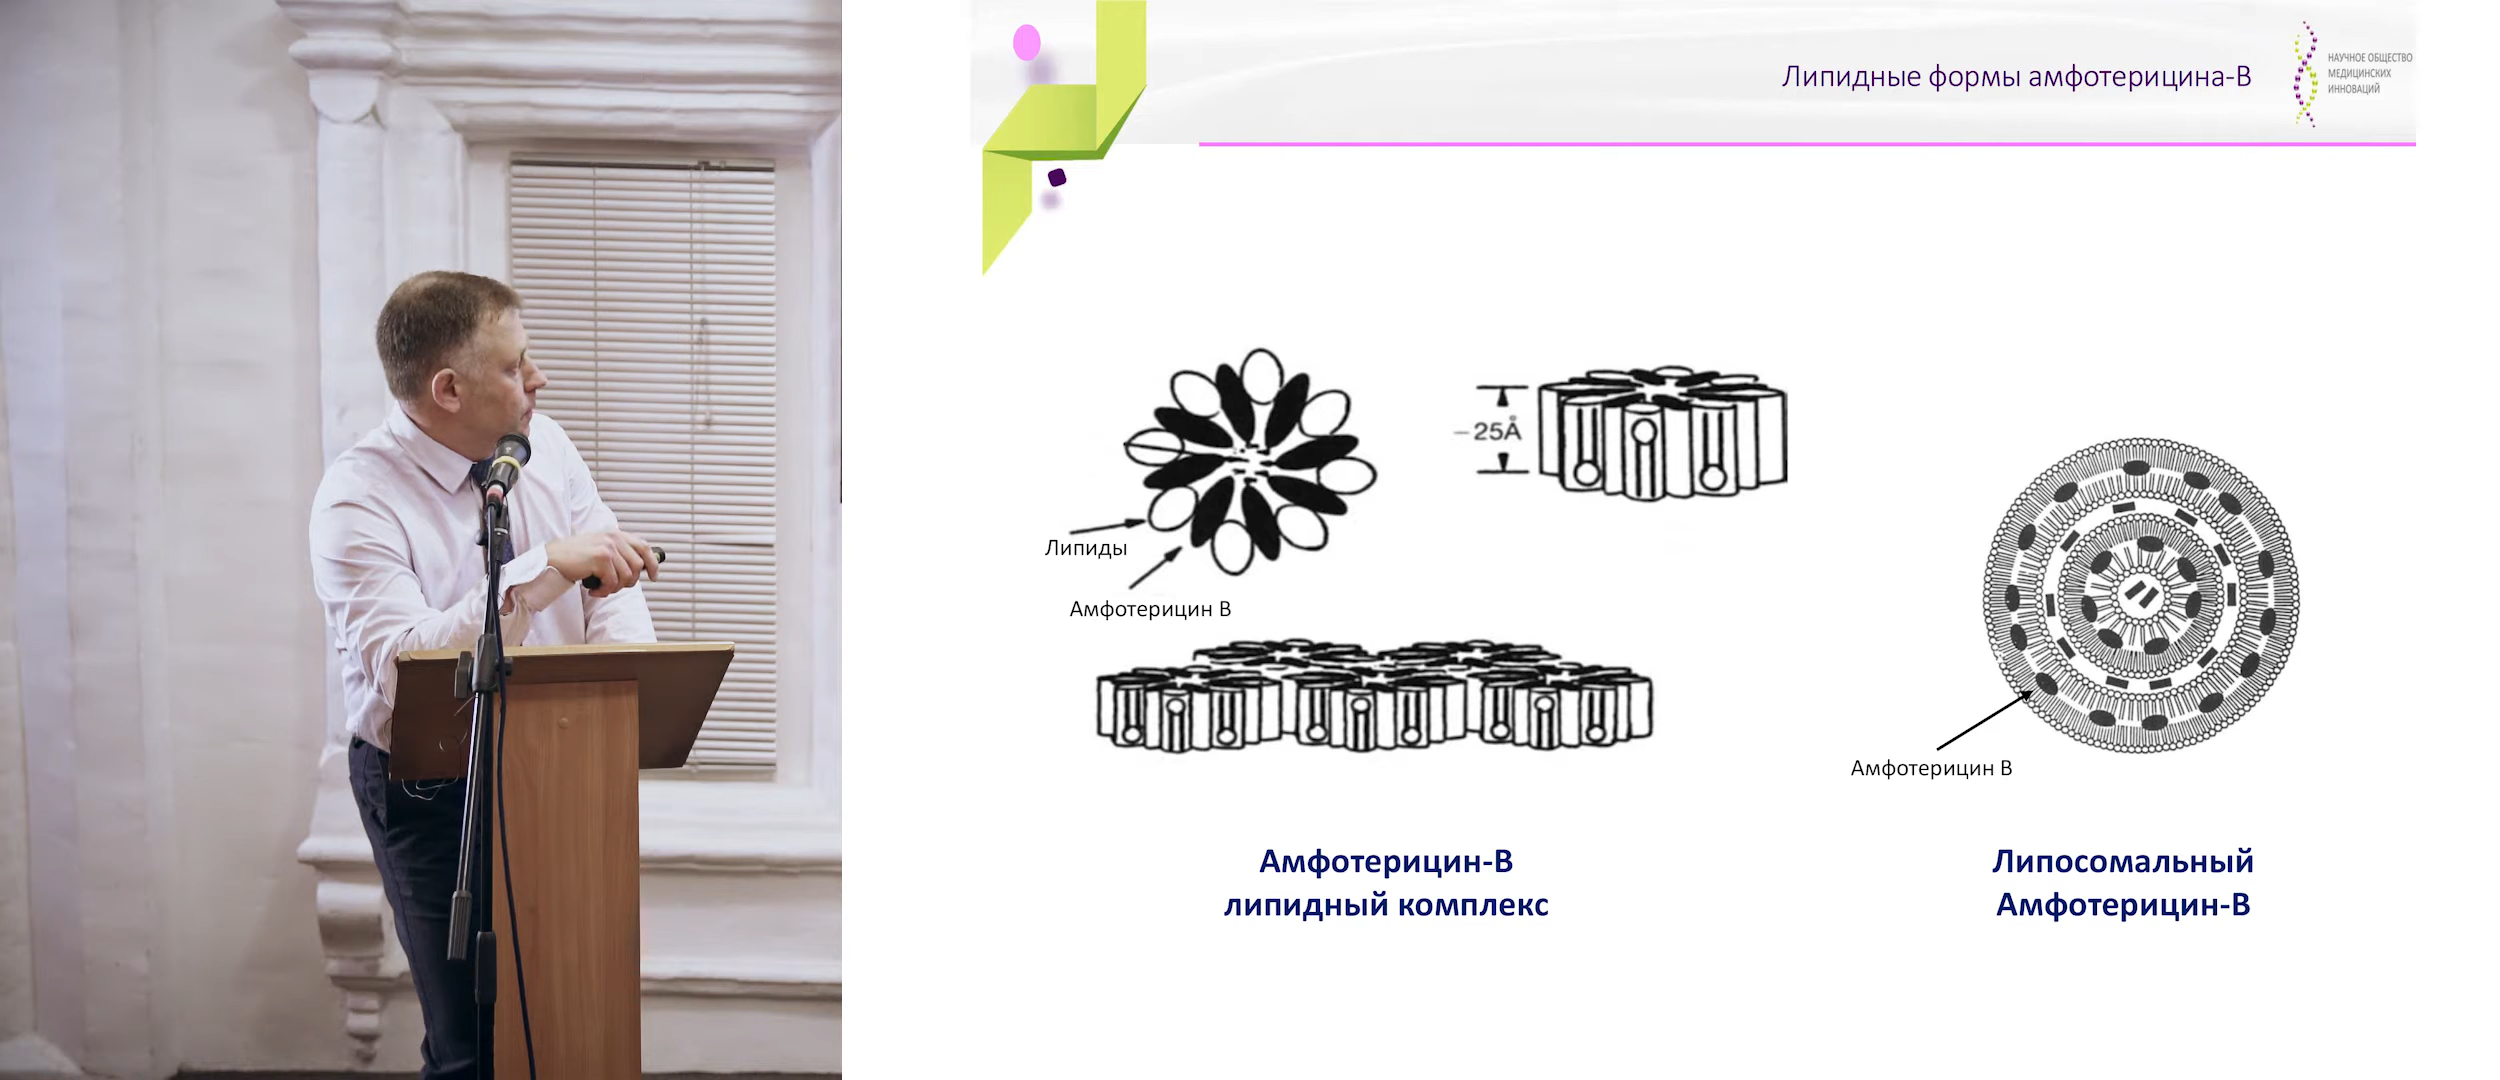 Липидные формы амфотерицина-В
НАУЧНОЕ ОБЩЕСТВО
МЕДИЦИНСКИХ
ИННОВАЦИЙ
~25Å
Липиды
Амфотерицин В
Амфотерицин В
Амфотерицин-В
липидный комплекс
Липосомальный
Амфотерицин-В